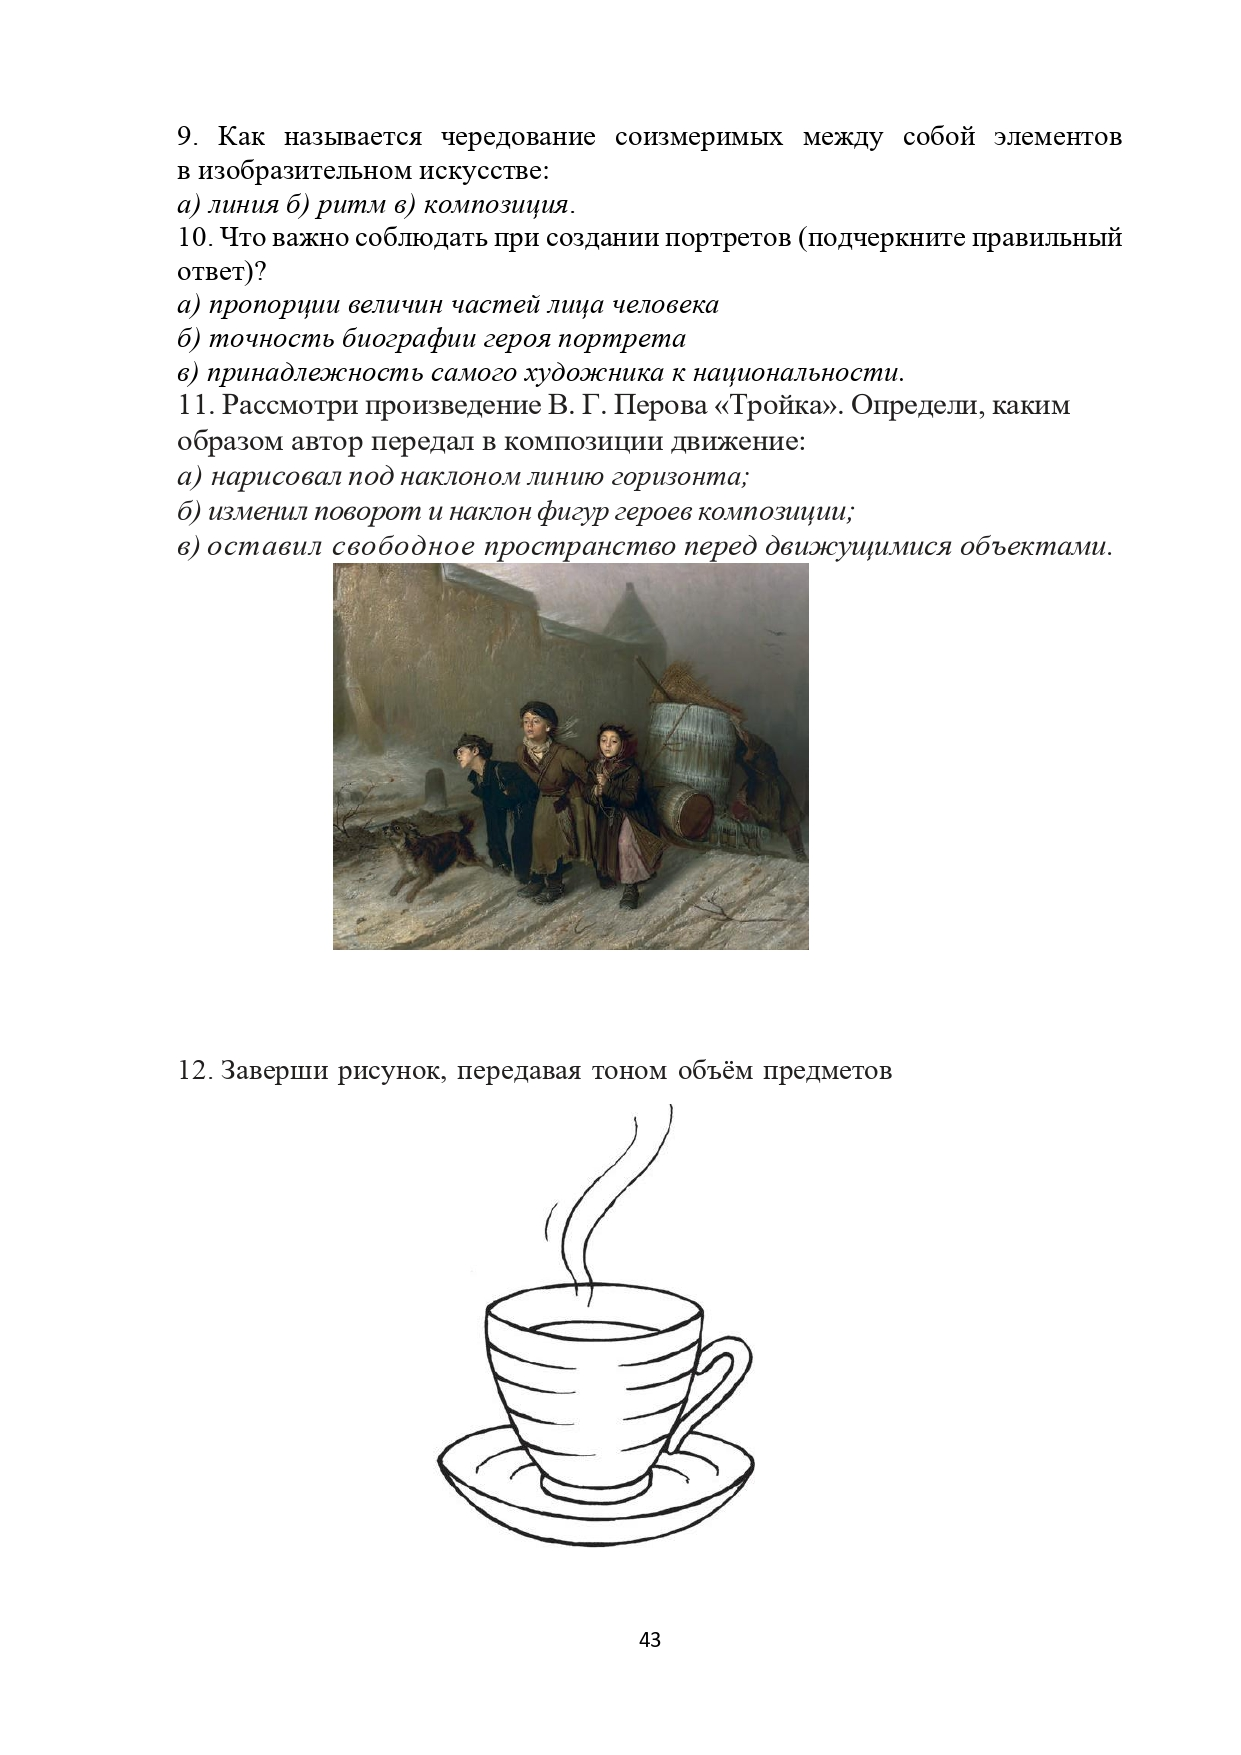 9. Как называется чередование соизмеримых между собой элементов
в изобразительном искусстве:
а) линия б) ритм в) композиция.
10. Что важно соблюдать при создании портретов (подчеркните правильный
ответ)?
а) пропорции величин частей лица человека
б) точность биографии героя портрета
в) принадлежность самого художника к национальности.
11. Рассмотри произведение В. Г. Перова «Тройка». Определи, каким
образом автор передал в композиции движение:
а) нарисовал под наклоном линию горизонта;
б) изменил поворот и наклон фигур героев композиции;
в) оставил свободное пространство перед движущимися объектами.
12. Заверши рисунок, передавая тоном объём предметов
43